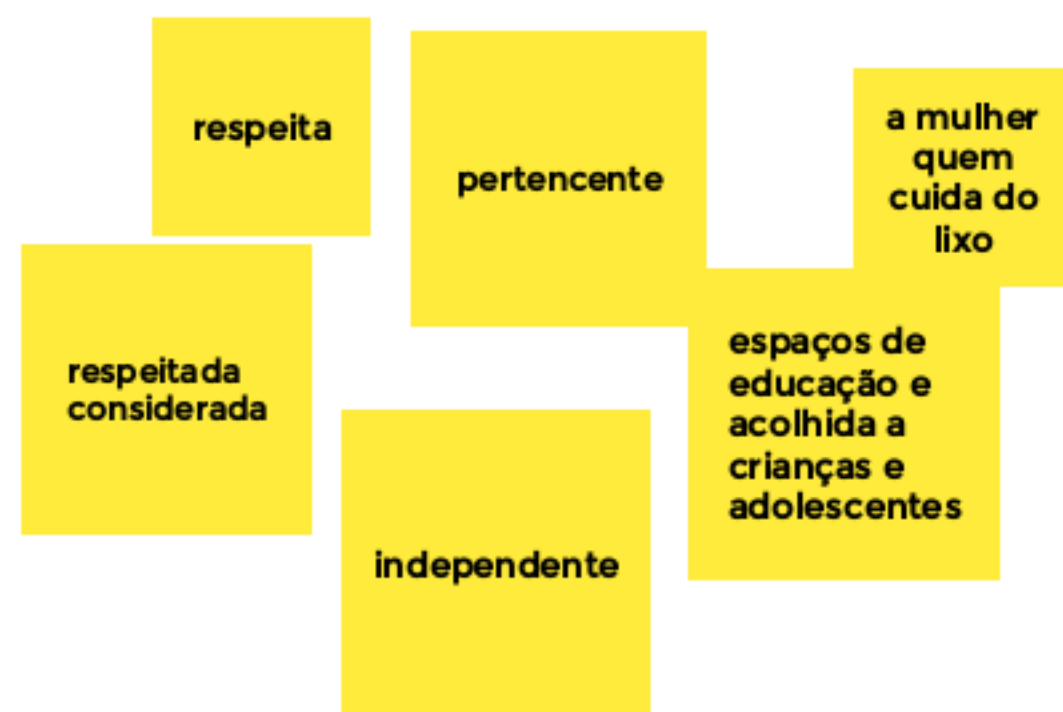 respeita
pertencente
a mulher
quem
cuida do
lixo
respeitada
considerada
espaços de
educação e
acolhida a
crianças e
adolescentes
independente